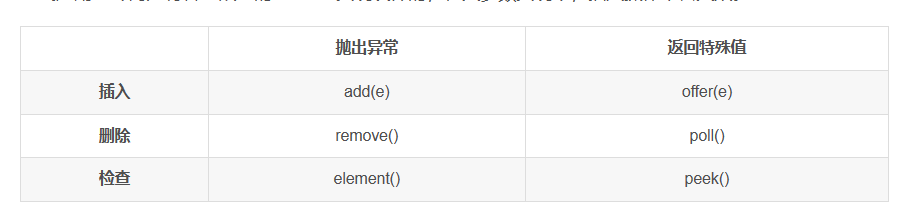 抛出异常 返回特殊值
插入 add(e) offer(e)
删除 remove() poll()
检查 element() peek()